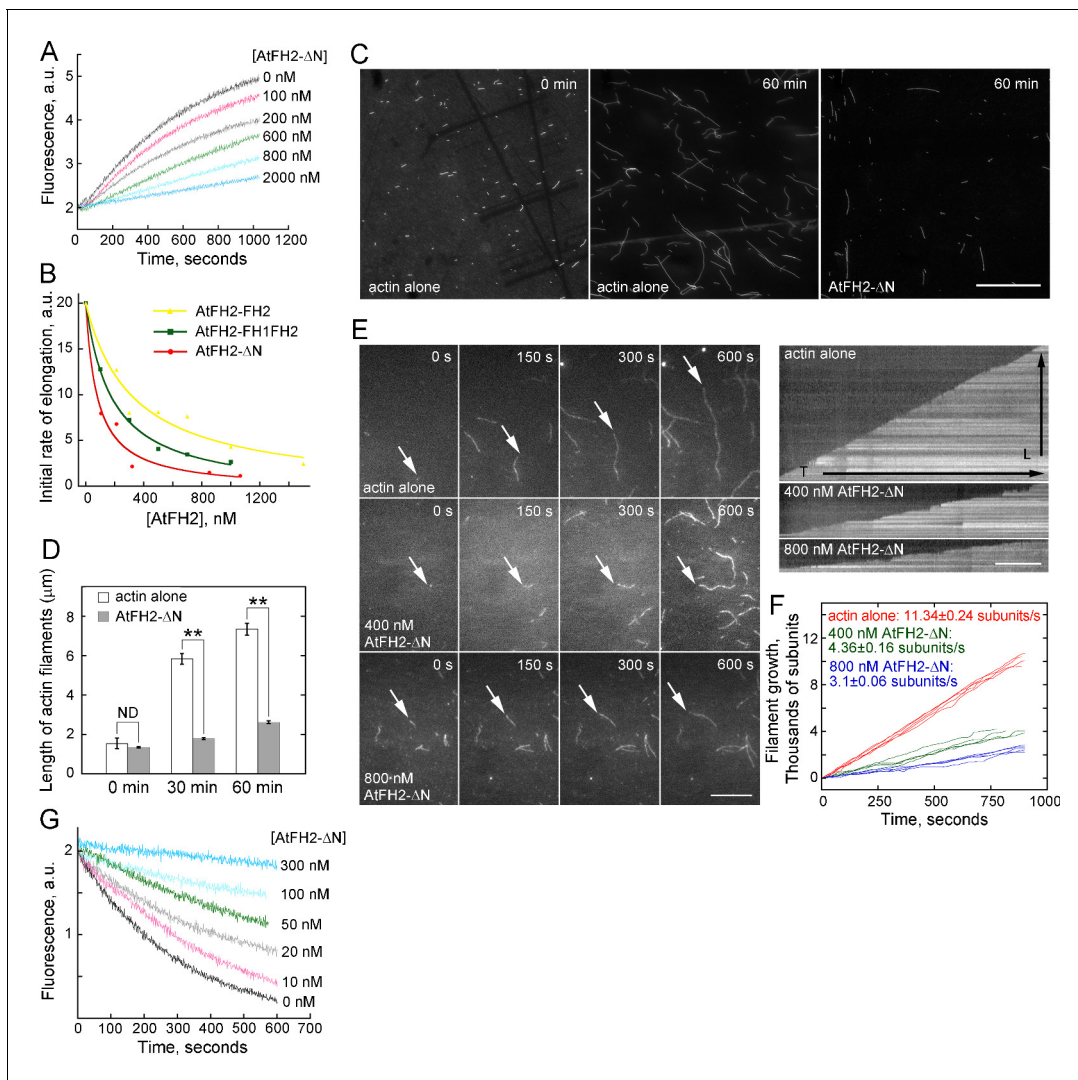 A
[AtFH2-ΔN]
Fluorescence, a.u.
5
4
3
2
0 nM
100 nM
200 nM
600 nM
800 nM
2000 nM
0 200 400 600 800 1000 1200
Time, seconds
B
Initial rate of elongation, a.u.
20
15
10
5
0
AtFH2-FH2
AtFH2-FH1FH2
AtFH2-ΔN
0 400 800 1400
[AtFH2], nM
C
0 min
actin alone
60 min
actin alone
60 min
AtFH2-ΔN
D
Length of actin filaments (μm)
8
6
4
2
0
actin alone
AtFH2-ΔN
ND
**
**
0 min 30 min 60 min
E
0 s 150 s 300 s 600 s
actin alone
0 s 150 s 300 s 600 s
400 nM
AtFH2-ΔN
0 s 150 s 300 s 600 s
800 nM
AtFH2-ΔN
actin alone
L
T
400 nM AtFH2-ΔN
800 nM AtFH2-ΔN
F
Filament growth,
Thousands of subunits
12
8
4
0
actin alone: 11.34±0.24 subunits/s
400 nM AtFH2-ΔN:
4.36±0.16 subunits/s
800 nM AtFH2-ΔN:
3.1±0.06 subunits/s
0 250 500 750 1000
Time, seconds
G
[AtFH2-ΔN]
Fluorescence, a.u.
2
1
300 nM
100 nM
50 nM
20 nM
10 nM
0 nM
0 100 200 300 400 500 600 700
Time, seconds